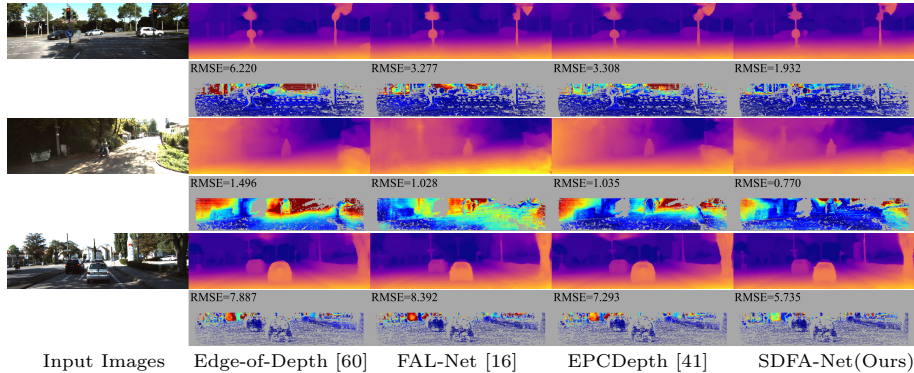 RMSE=6.220 RMSE=3.277 RMSE=3.308 RMSE=1.932
RMSE=1.496 RMSE=1.028 RMSE=1.035 RMSE=0.770
RMSE=7.887 RMSE=8.392 RMSE=7.293 RMSE=5.735
Input Images Edge-of-Depth [60] FAL-Net [16] EPCDepth [41] SDFA-Net(Ours)